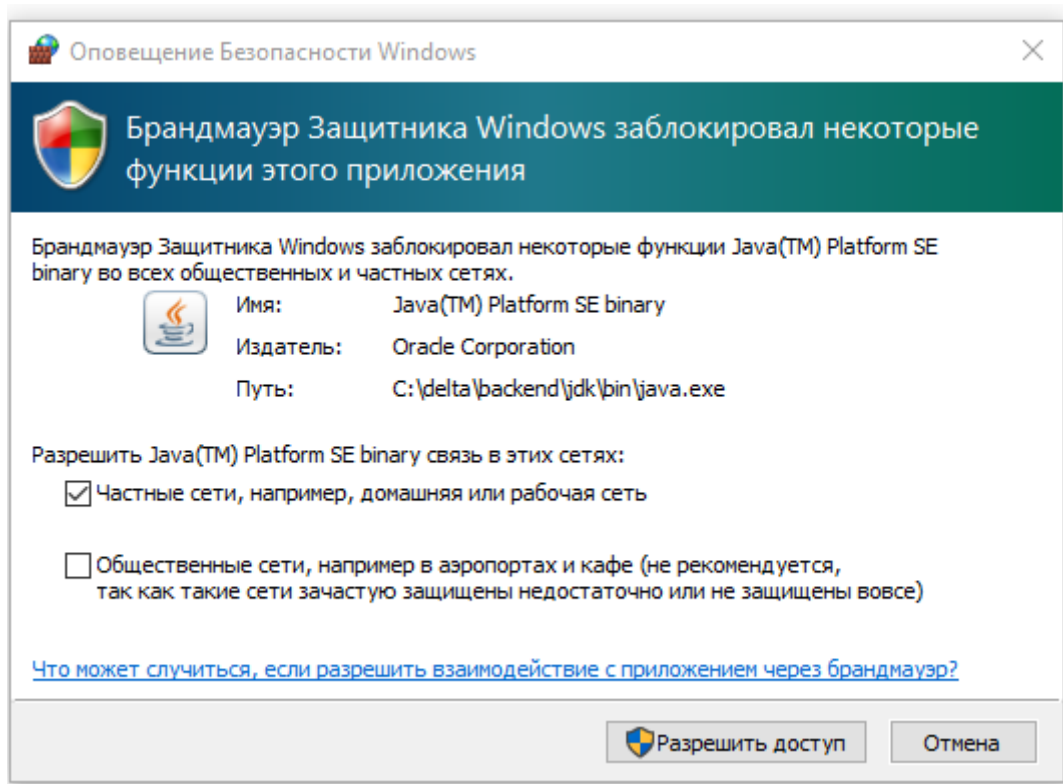 Оповещение Безопасности Windows
Брандмауэр Защитника Windows заблокировал некоторые
функции этого приложения
Брандмауэр Защитника Windows заблокировал некоторые функции Java(TM) Platform SE
binary во всех общественных и частных сетях.
Имя: Java(TM) Platform SE binary
Издатель: Oracle Corporation
Путь: C:\delta\backend\jdk\bin\java.exe
Разрешить Java(TM) Platform SE binary связь в этих сетях:
Частные сети, например, домашняя или рабочая сеть
Общественные сети, например в аэропортах и кафе (не рекомендуется,
так как такие сети зачастую защищены недостаточно или не защищены вовсе)
Что может случиться, если разрешить взаимодействие с приложением через брандмауэр?
Разрешить доступ Отмена